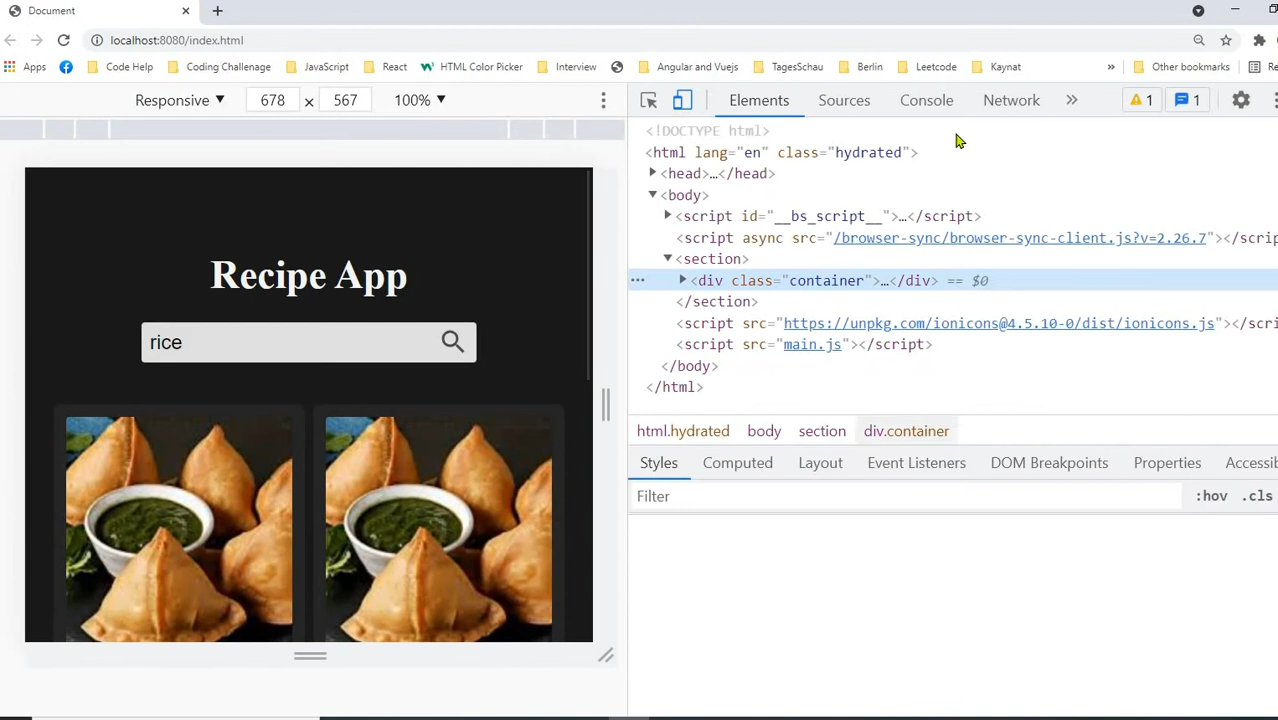 Document
localhost:8080/index.html
Apps Code Help Coding Challenage JavaScript React HTML Color Picker Interview Angular and Vuejs TagesSchau Berlin Leetcode Kaynat » Other bookmarks
Responsive ▼ 678 × 567 100% ▼
Elements Sources Console Network » 1 1
<!DOCTYPE html>
<html lang="en" class="hydrated">
<head>…</head>
<body>
<script id="__bs_script__">…</script>
<script async src="/browser-sync/browser-sync-client.js?v=2.26.7"></scrip
<section>
<div class="container">…</div> == $0
</section>
<script src="https://unpkg.com/ionicons@4.5.10-0/dist/ionicons.js"></scri
<script src="main.js"></script>
</body>
</html>
html.hydrated body section div.container
Styles Computed Layout Event Listeners DOM Breakpoints Properties Accessib
Filter :hov .cls
Recipe App
rice